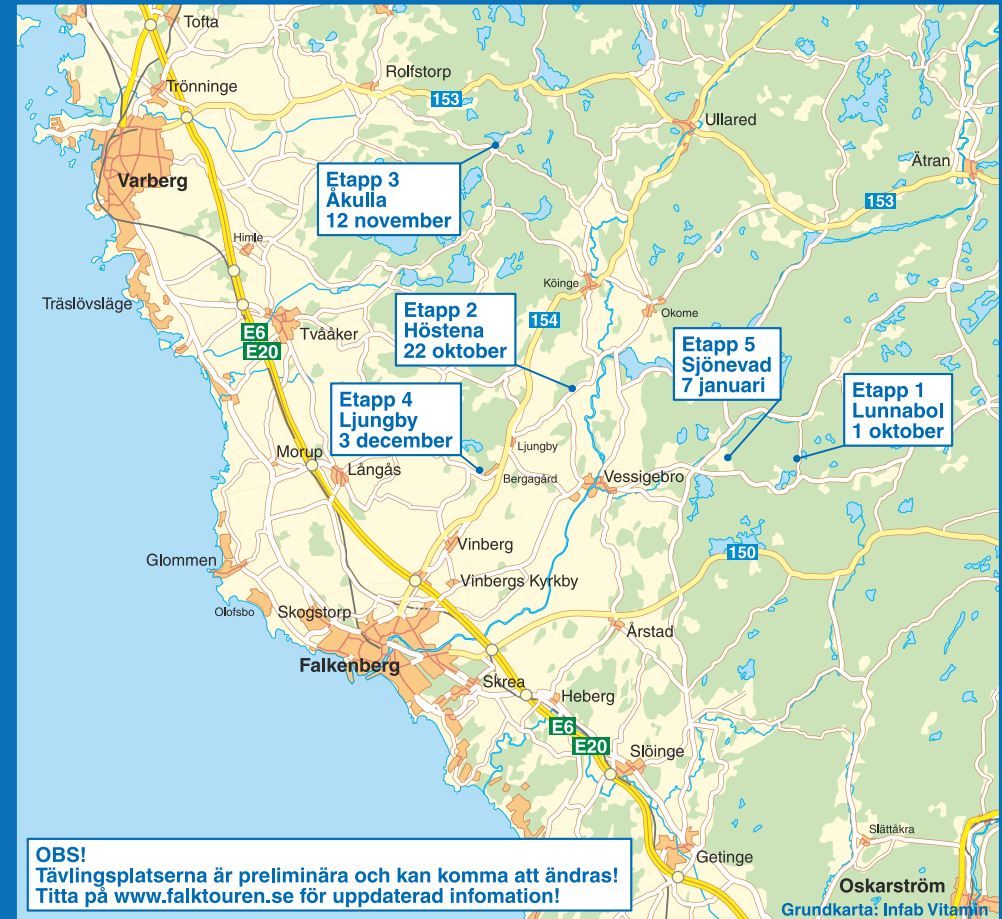 Tofta
Rolfstorp
Trönninge
153
Ullared
Varberg
Etapp 3
Åkulla
12 november
Ätran
153
Himle
Köinge
Träslövsläge
Okome
Etapp 2
Höstena
22 oktober
154
E6
E20
Tvååker
Etapp 5
Sjönevad
7 januari
Etapp 1
Lunnabol
1 oktober
Etapp 4
Ljungby
3 december
Ljungby
Morup
Långås
Bergagård
Vessigebro
Vinberg
150
Glommen
Vinbergs Kyrkby
Olofsbo
Skogstorp
Årstad
Falkenberg
Skrea
Heberg
E6
E20
Slöinge
Slättåkra
Getinge
OBS!
Tävlingsplatserna är preliminära och kan komma att ändras!
Titta på www.falktouren.se för uppdaterad infomation!
Oskarström
Grundkarta: Infab Vitamin